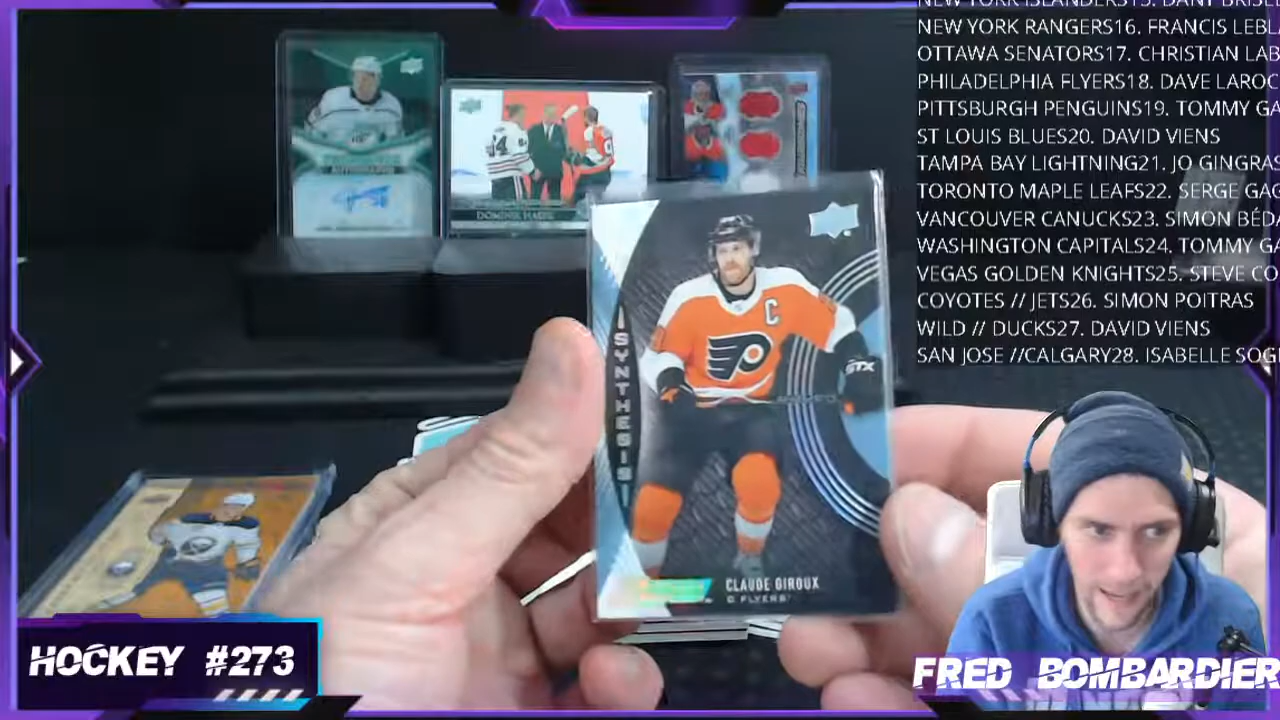 NEW YORK RANGERS16. FRANCIS LEBL
OTTAWA SENATORS17. CHRISTIAN LAB
PHILADELPHIA FLYERS18. DAVE LAROC
PITTSBURGH PENGUINS19. TOMMY GA
ST LOUIS BLUES20. DAVID VIENS
TAMPA BAY LIGHTNING21. JO GINGRAS
TORONTO MAPLE LEAFS22. SERGE GAG
VANCOUVER CANUCKS23. SIMON BÉDA
WASHINGTON CAPITALS24. TOMMY GA
VEGAS GOLDEN KNIGHTS25. STEVE CO
COYOTES // JETS26. SIMON POITRAS
WILD // DUCKS27. DAVID VIENS
SAN JOSE //CALGARY28. ISABELLE SOG
DOMINIK HASEK
SYNTHESIS
C
STX
CLAUDE GIROUX
C FLYERS
HOCKEY #273
FRED BOMBARDIER